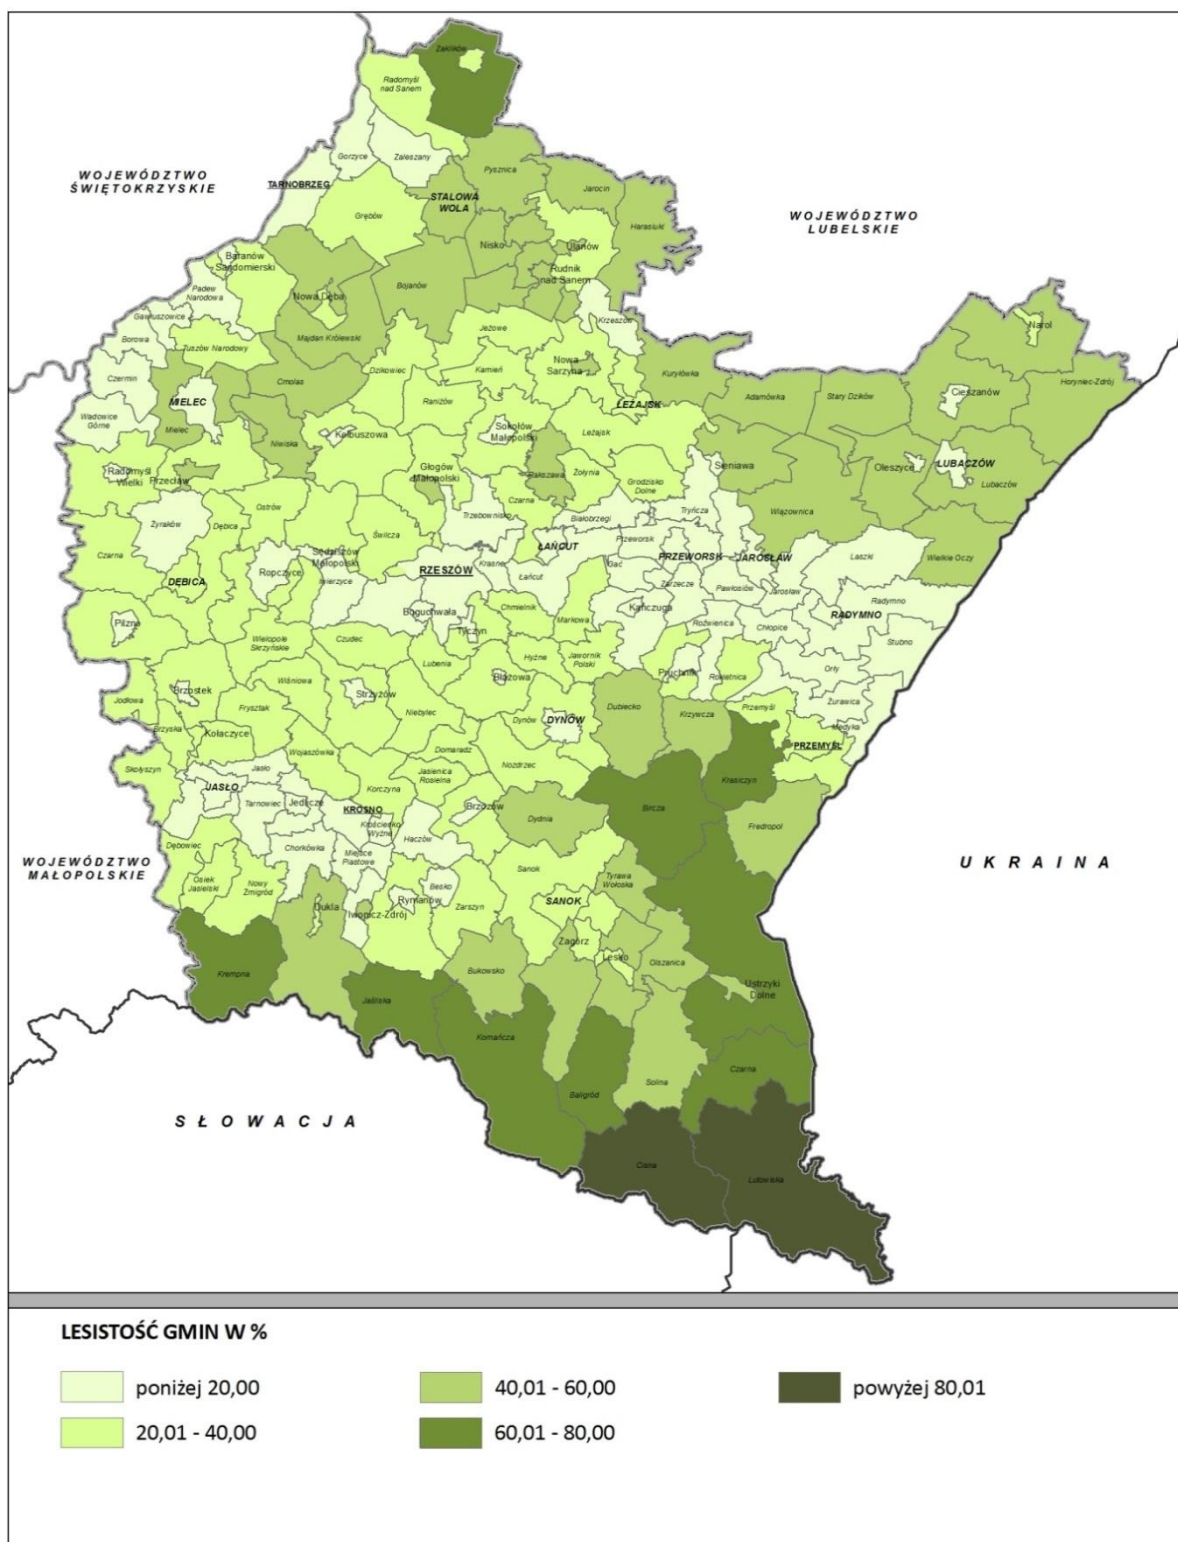 Zaklików
Radomyśl
nad Sanem
WOJEWÓDZTWO
ŚWIĘTOKRZYSKIE
Gorzyce
Zaleszany
Pysznica
TARNOBRZEG
STALOWA
WOLA
Jarocin
WOJEWÓDZTWO
LUBELSKIE
Grębów
Harasiuki
Nisko
Ulanów
Baranów
Sandomierski
Rudnik
nad Sanem
Padew
Narodowa
Nowa Dęba
Bojanów
Gawłuszowice
Krzeszów
Narol
Borowa
Tuszów Narodowy
Majdan Królewski
Jeżowe
Czermin
Cmolas
Dzikowiec
Kamień
Nowa
Sarzyna
Kuryłówka
Horyniec-Zdrój
Adamówka
Stary Dzików
Cieszanów
MIELEC
Raniżów
LEŻAJSK
Wadowice
Górne
Mielec
Niwiska
Kolbuszowa
Sokołów
Małopolski
Leżajsk
Radomyśl
Wielki
Przecław
Głogów
Małopolski
Rakszawa
Żołynia
Grodzisko
Dolne
Sieniawa
Oleszyce
LUBACZÓW
Lubaczów
Żyraków
Dębica
Ostrów
Świlcza
Trzebownisko
Czarna
Białobrzegi
Tryńcza
Wiązownica
Czarna
DĘBICA
Ropczyce
Sędziszów
Małopolski
Iwierzyce
RZESZÓW
Krasne
ŁAŃCUT
Łańcut
Przeworsk
Gać
PRZEWORSK
JAROSŁAW
Zarzecze
Pawłosiów
Jarosław
Laszki
Wielkie Oczy
Radymno
RADYMNO
Pilzno
Boguchwała
Tyczyn
Chmielnik
Markowa
Kańczuga
Roźwienica
Chłopice
Stubno
Wielopole
Skrzyńskie
Czudec
Lubenia
Hyżne
Jawornik
Polski
Pruchnik
Rokietnica
Orły
Jodłowa
Brzostek
Wiśniowa
Strzyżów
Błażowa
Żurawica
Brzyska
Frysztak
Niebylec
Dynów
DYNÓW
Dubiecko
Krzywcza
Przemyśl
Medyka
Kołaczyce
Wojaszówka
Domaradz
PRZEMYŚL
Skołyszyn
Jasło
Jasienica
Rosielna
Nozdrzec
Krasiczyn
JASŁO
Tarnowiec
Jedlicze
Korczyna
KROSNO
Krościenko
Wyżne
Brzozów
Bircza
Fredropol
Dydnia
Haczów
WOJEWÓDZTWO
MAŁOPOLSKIE
Dębowiec
Chorkówka
Miejsce
Piastowe
UKRAINA
Osiek
Jasielski
Nowy
Żmigród
Besko
Sanok
Tyrawa
Wołoska
Dukla
Iwonicz-Zdrój
Rymanów
Zarszyn
SANOK
Zagórz
Lesko
Olszanica
Krempna
Jaśliska
Bukowsko
Ustrzyki
Dolne
Komańcza
Baligród
Solina
Czarna
SŁOWACJA
Cisna
Lutowiska
LESISTOŚĆ GMIN W %
poniżej 20,00
40,01 - 60,00
powyżej 80,01
20,01 - 40,00
60,01 - 80,00